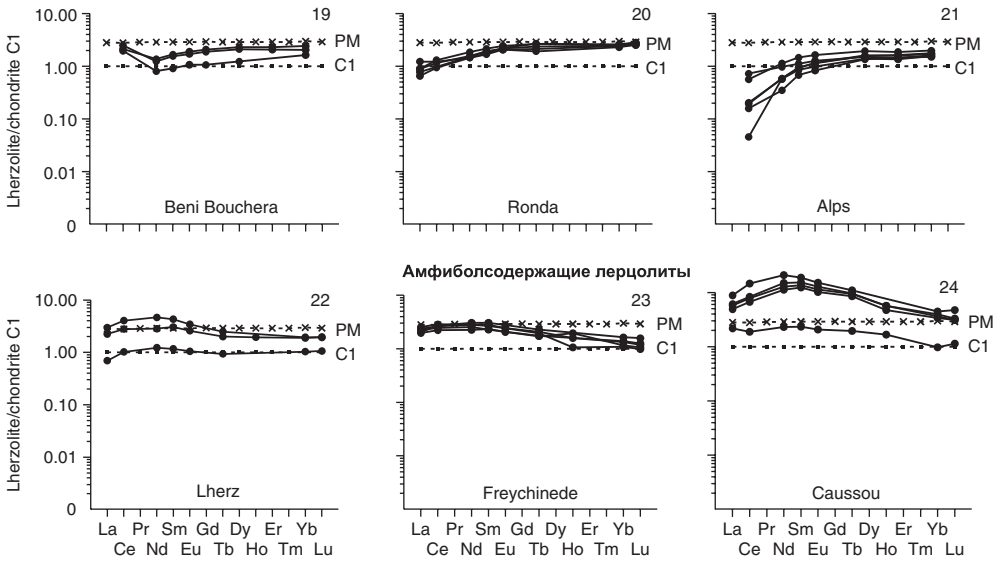 19
20
21
10.00
1.00
0.10
0.01
0
Lherzolite/chondrite C1
PM
C1
PM
C1
PM
C1
Beni Bouchera
Ronda
Alps
Амфиболсодержащие лерцолиты
22
23
24
10.00
1.00
0.10
0.01
0
Lherzolite/chondrite C1
PM
C1
PM
C1
PM
C1
Lherz
Freychinede
Caussou
La Pr Sm Gd Dy Er Yb
Ce Nd Eu Tb Ho Tm Lu
La Pr Sm Gd Dy Er Yb
Ce Nd Eu Tb Ho Tm Lu
La Pr Sm Gd Dy Er Yb
Ce Nd Eu Tb Ho Tm Lu